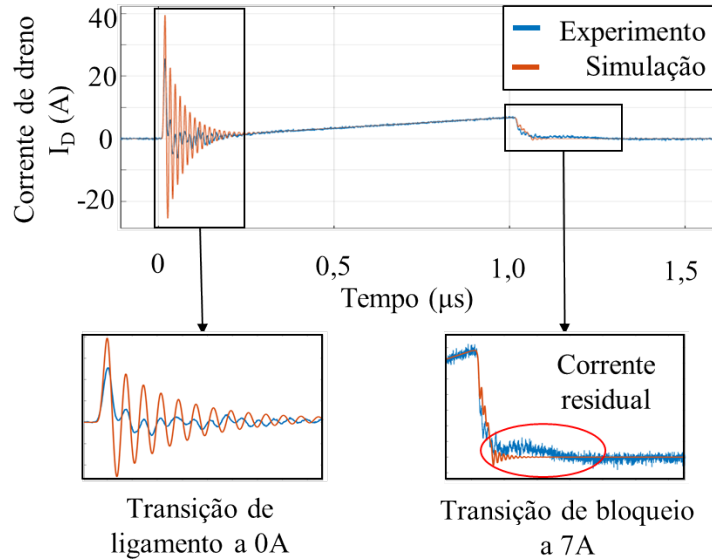 Corrente de dreno
I_D (A)
40
20
0
-20
Experimento
Simulação
0
0,5
1,0
1,5
Tempo (μs)
Corrente
residual
Transição de
ligamento a 0A
Transição de bloqueio
a 7A